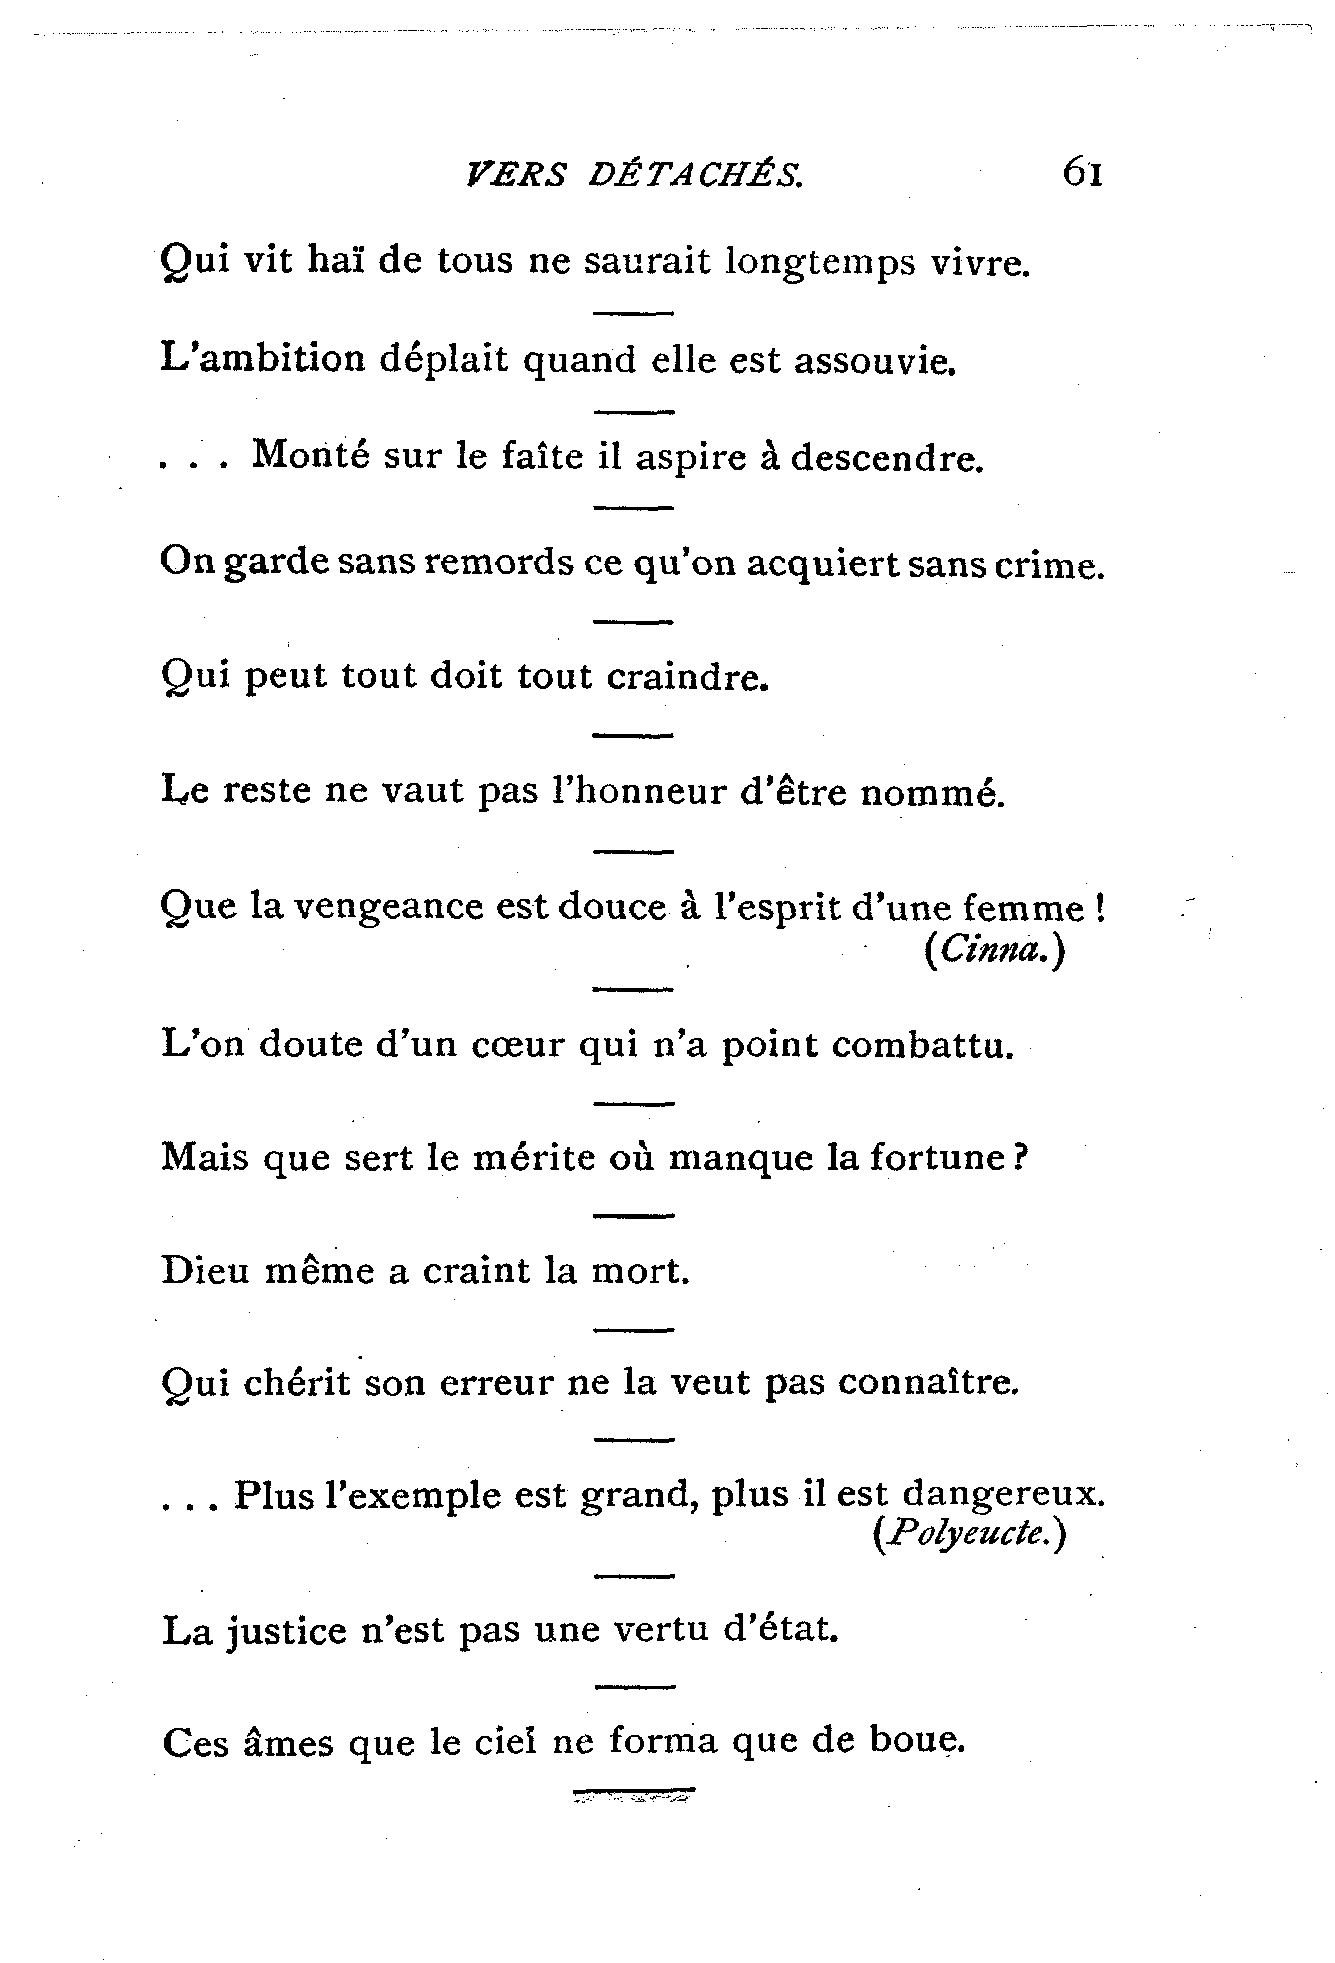 VERS DÉTACHÉS. 61
Qui vit haï de tous ne saurait longtemps vivre.
L'ambition déplait quand elle est assouvie.
. . . Monté sur le faîte il aspire à descendre.
On garde sans remords ce qu'on acquiert sans crime.
Qui peut tout doit tout craindre.
Le reste ne vaut pas l'honneur d'être nommé.
Que la vengeance est douce à l'esprit d'une femme !
(Cinna.)
L'on doute d'un cœur qui n'a point combattu.
Mais que sert le mérite où manque la fortune ?
Dieu même a craint la mort.
Qui chérit son erreur ne la veut pas connaître.
. . . Plus l'exemple est grand, plus il est dangereux.
(Polyeucte.)
La justice n'est pas une vertu d'état.
Ces âmes que le ciel ne forma que de boue.